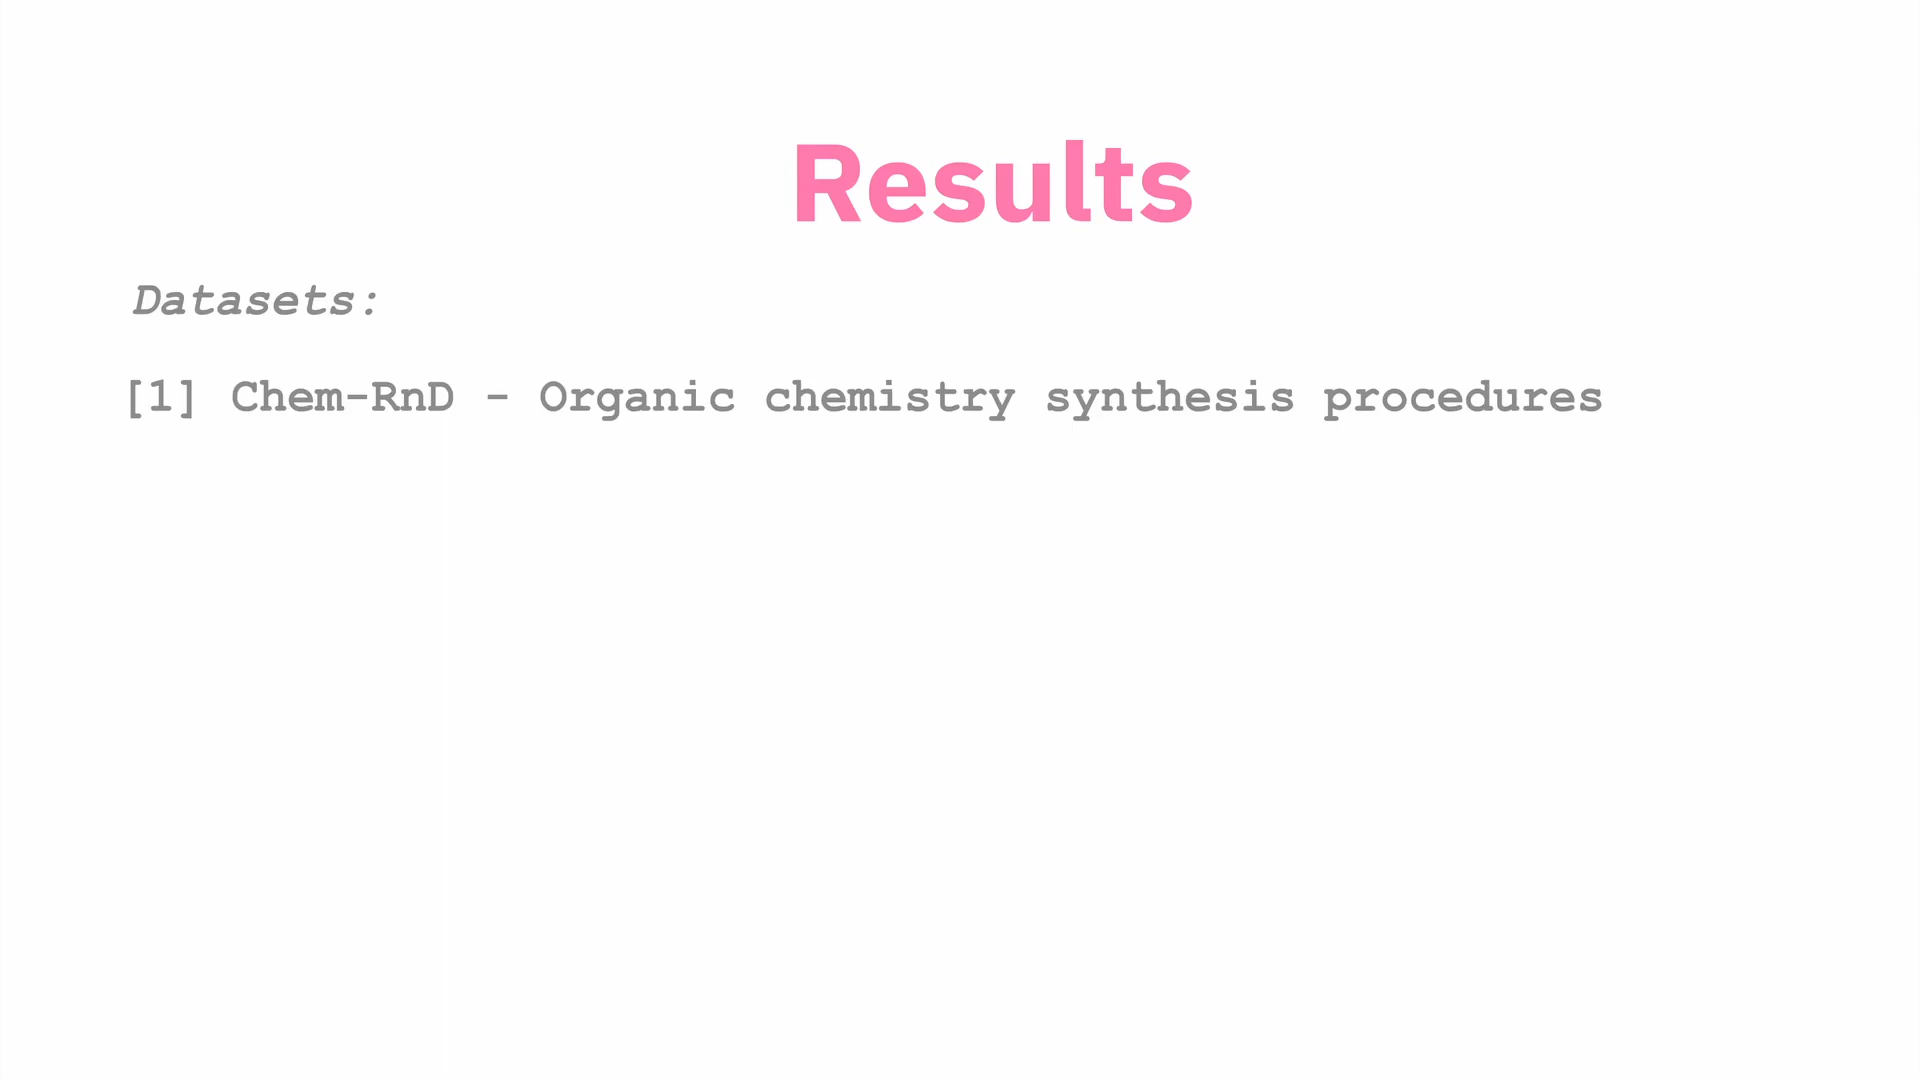 Results
Datasets:
[1] Chem-RnD - Organic chemistry synthesis procedures